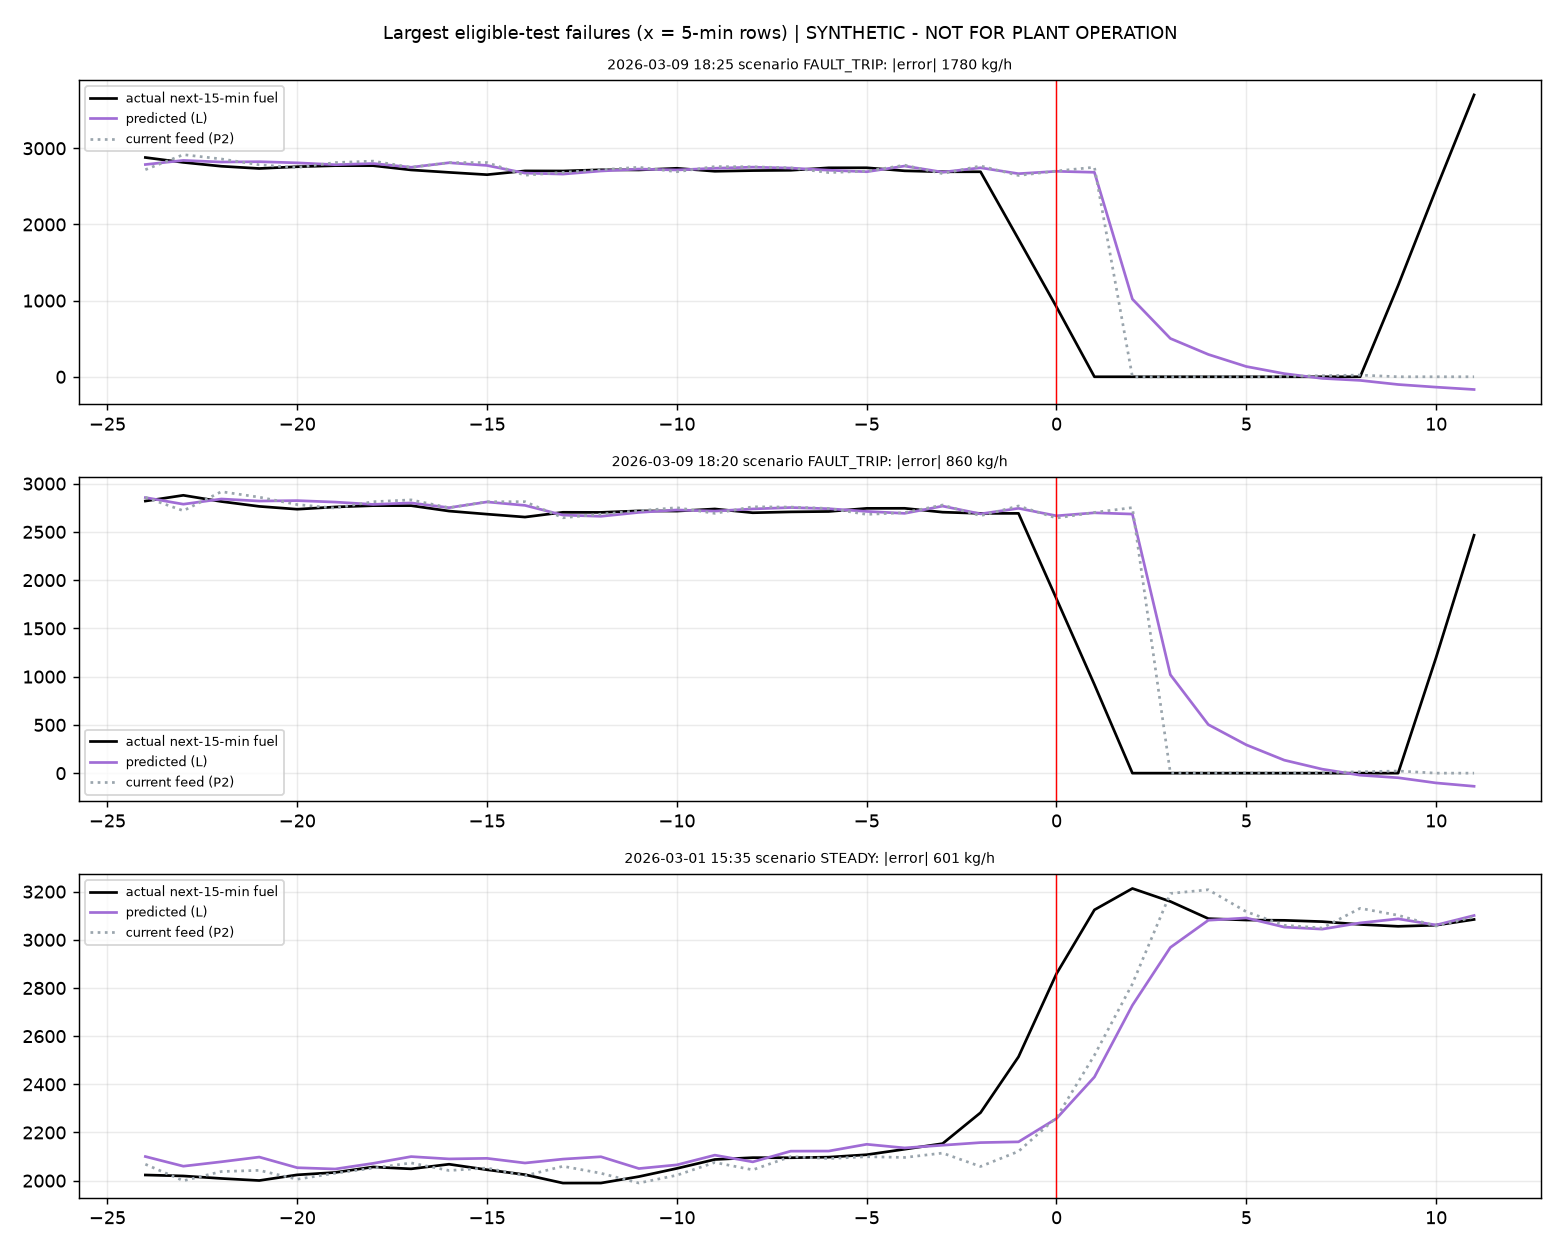 Largest eligible-test failures (x = 5-min rows) | SYNTHETIC - NOT FOR PLANT OPERATION
2026-03-09 18:25 scenario FAULT_TRIP: |error| 1780 kg/h
actual next-15-min fuel
predicted (L)
current feed (P2)
3000
2000
1000
0
−25 −20 −15 −10 −5 0 5 10
2026-03-09 18:20 scenario FAULT_TRIP: |error| 860 kg/h
3000
2500
2000
1500
1000
500
0
actual next-15-min fuel
predicted (L)
current feed (P2)
−25 −20 −15 −10 −5 0 5 10
2026-03-01 15:35 scenario STEADY: |error| 601 kg/h
actual next-15-min fuel
predicted (L)
current feed (P2)
3200
3000
2800
2600
2400
2200
2000
−25 −20 −15 −10 −5 0 5 10